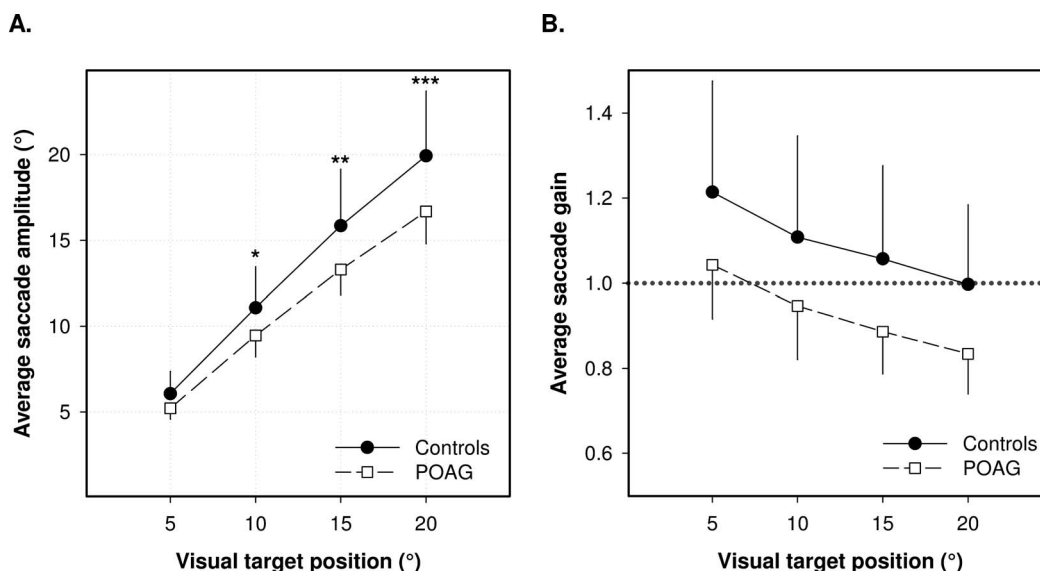 A.
Average saccade amplitude (°)
20
15
10
5
*
**
***
Controls
POAG
5 10 15 20
Visual target position (°)
B.
Average saccade gain
1.4
1.2
1.0
0.8
0.6
Controls
POAG
5 10 15 20
Visual target position (°)